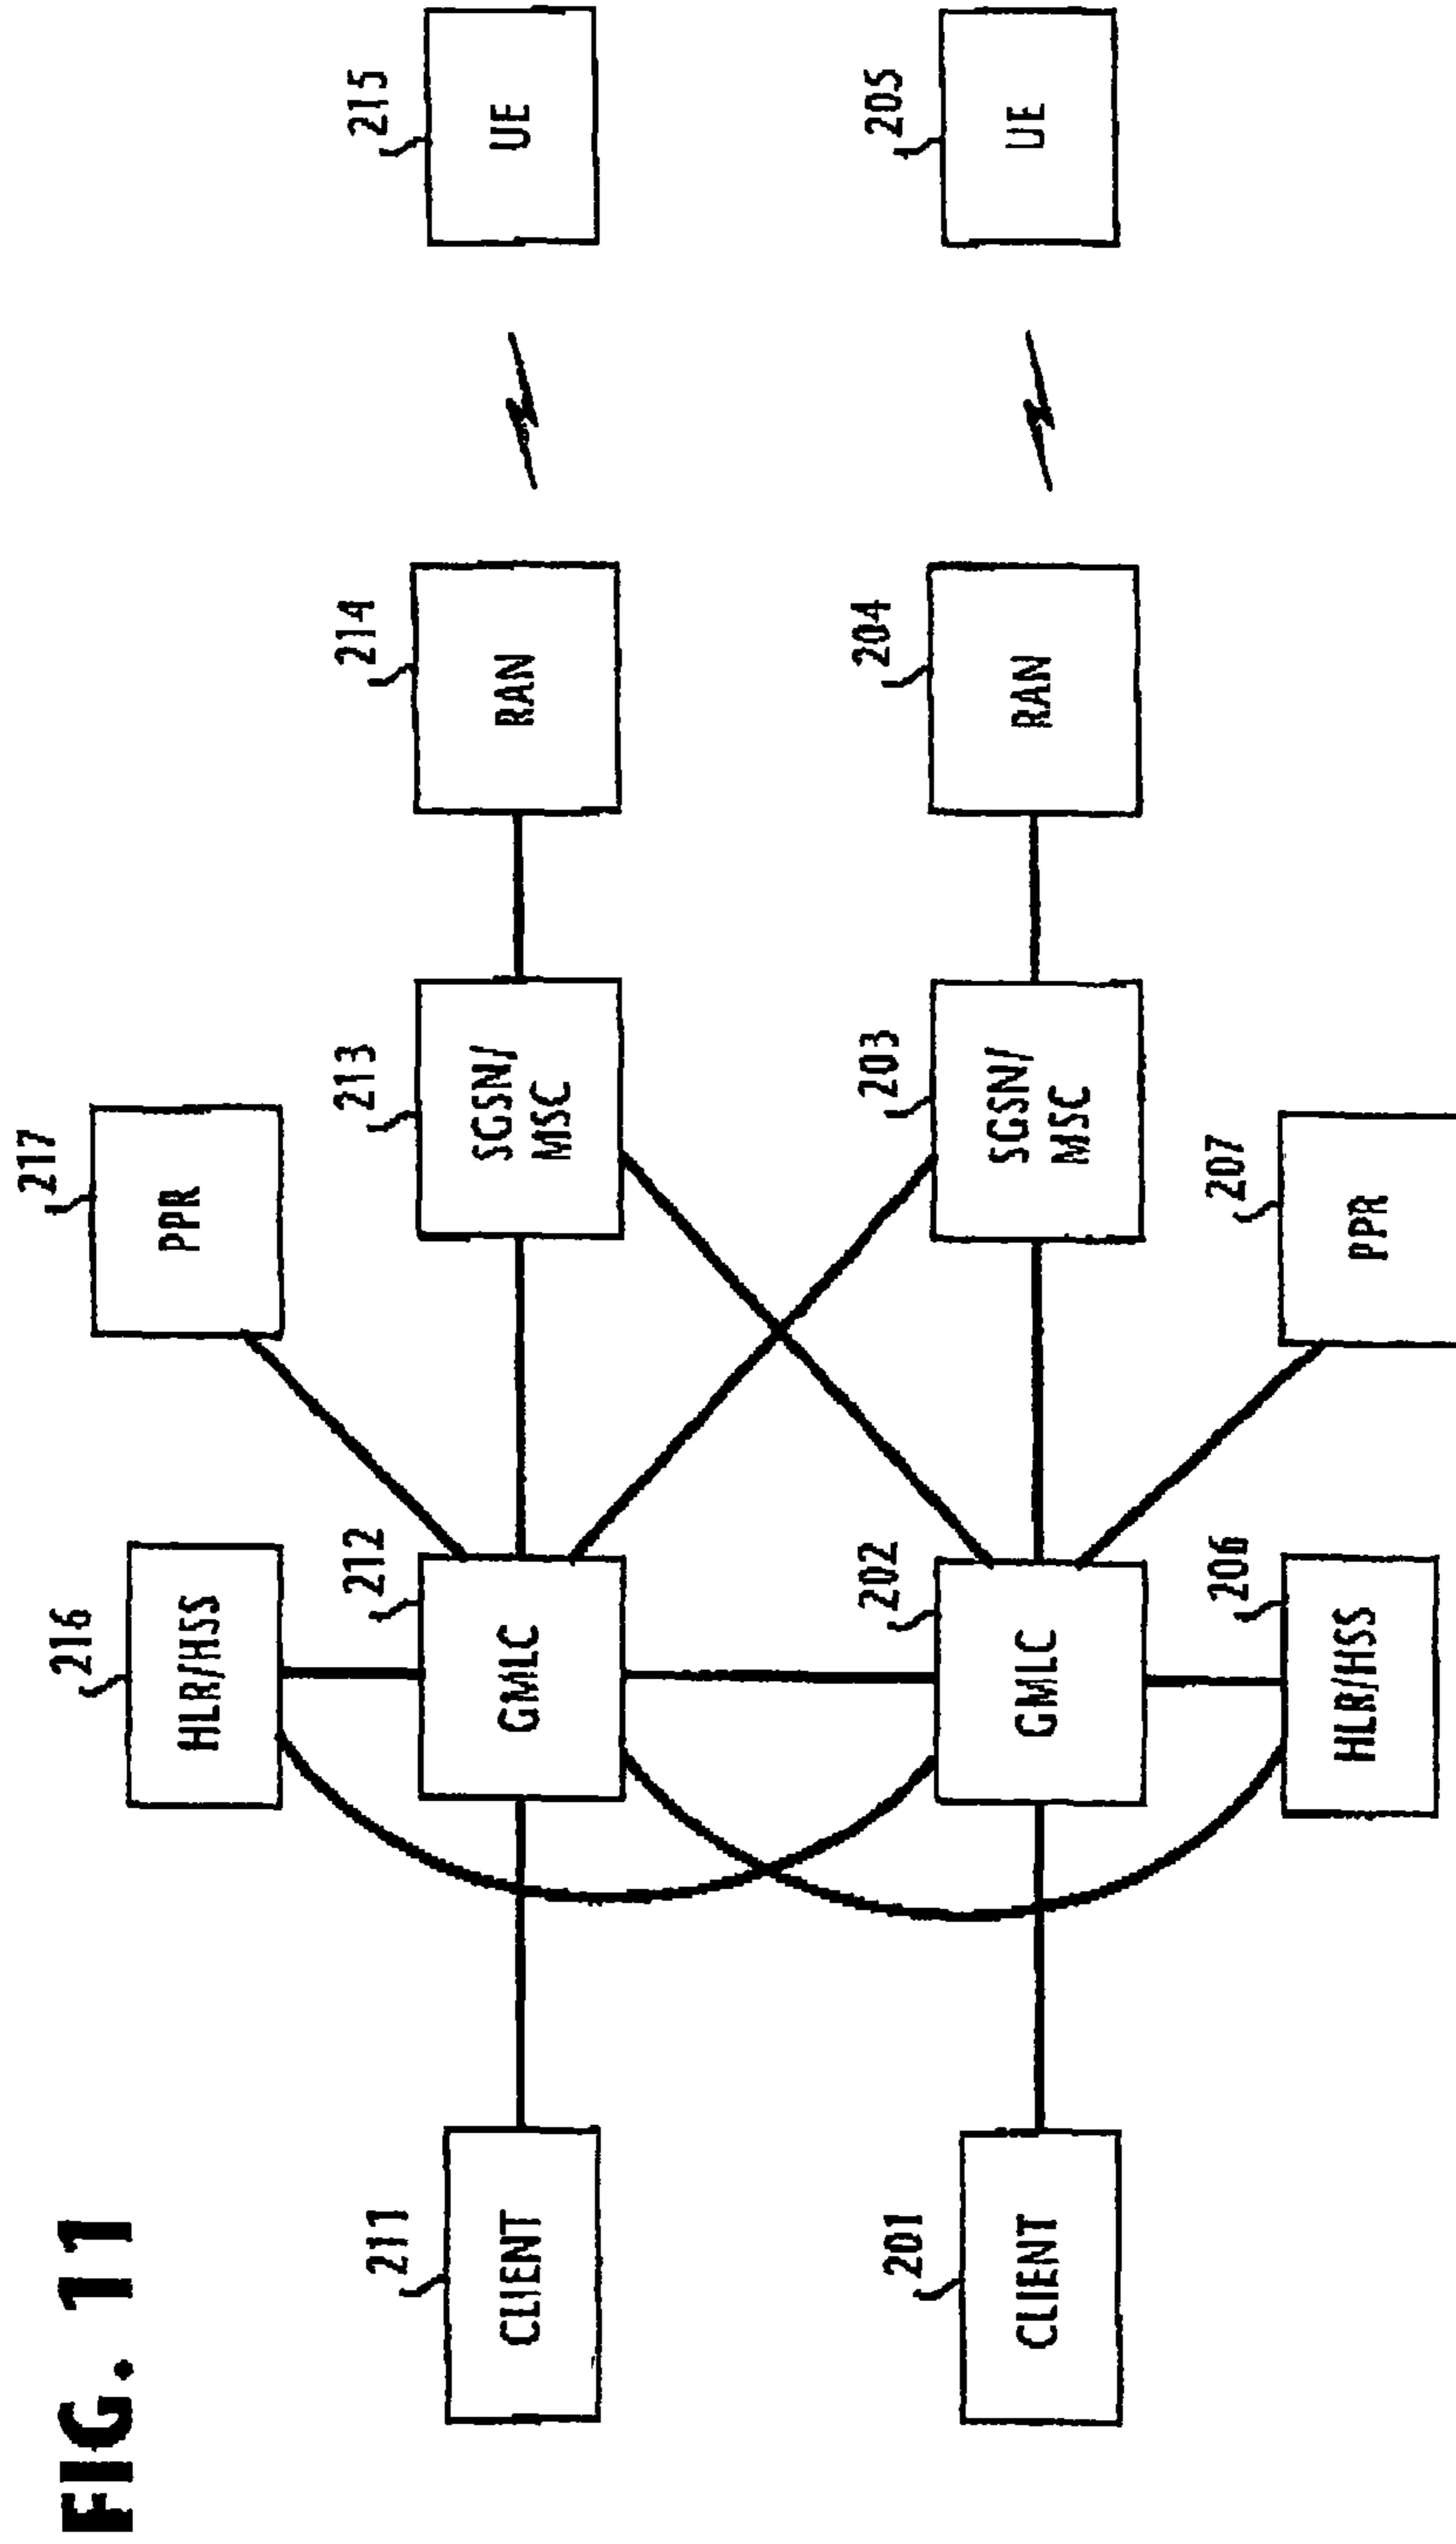 FIG. 11
217
PPR
216
HLR/HSS
211
CLIENT
212
GMLC
213
SGSN/
MSC
214
RAN
215
UE
201
CLIENT
202
GMLC
203
SGSN/
MSC
204
RAN
205
UE
206
HLR/HSS
207
PPR